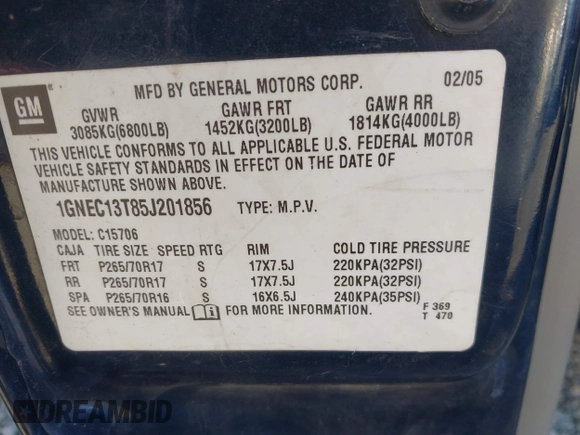 GM
MFD BY GENERAL MOTORS CORP. 02/05
GVWR GAWR FRT GAWR RR
3085KG(6800LB) 1452KG(3200LB) 1814KG(4000LB)
THIS VEHICLE CONFORMS TO ALL APPLICABLE U.S. FEDERAL MOTOR
VEHICLE SAFETY STANDARDS IN EFFECT ON THE DATE OF
MANUFACTURE SHOWN ABOVE.
1GNEC13T85J201856 TYPE: M.P.V.
MODEL: C15706
CAJA TIRE SIZE SPEED RTG RIM COLD TIRE PRESSURE
FRT P265/70R17 S 17X7.5J 220KPA(32PSI)
RR P265/70R17 S 17X7.5J 220KPA(32PSI)
SPA P265/70R16 S 16X6.5J 240KPA(35PSI)
SEE OWNER'S MANUAL FOR MORE INFORMATION.
F 369
T 470
DREAMBID